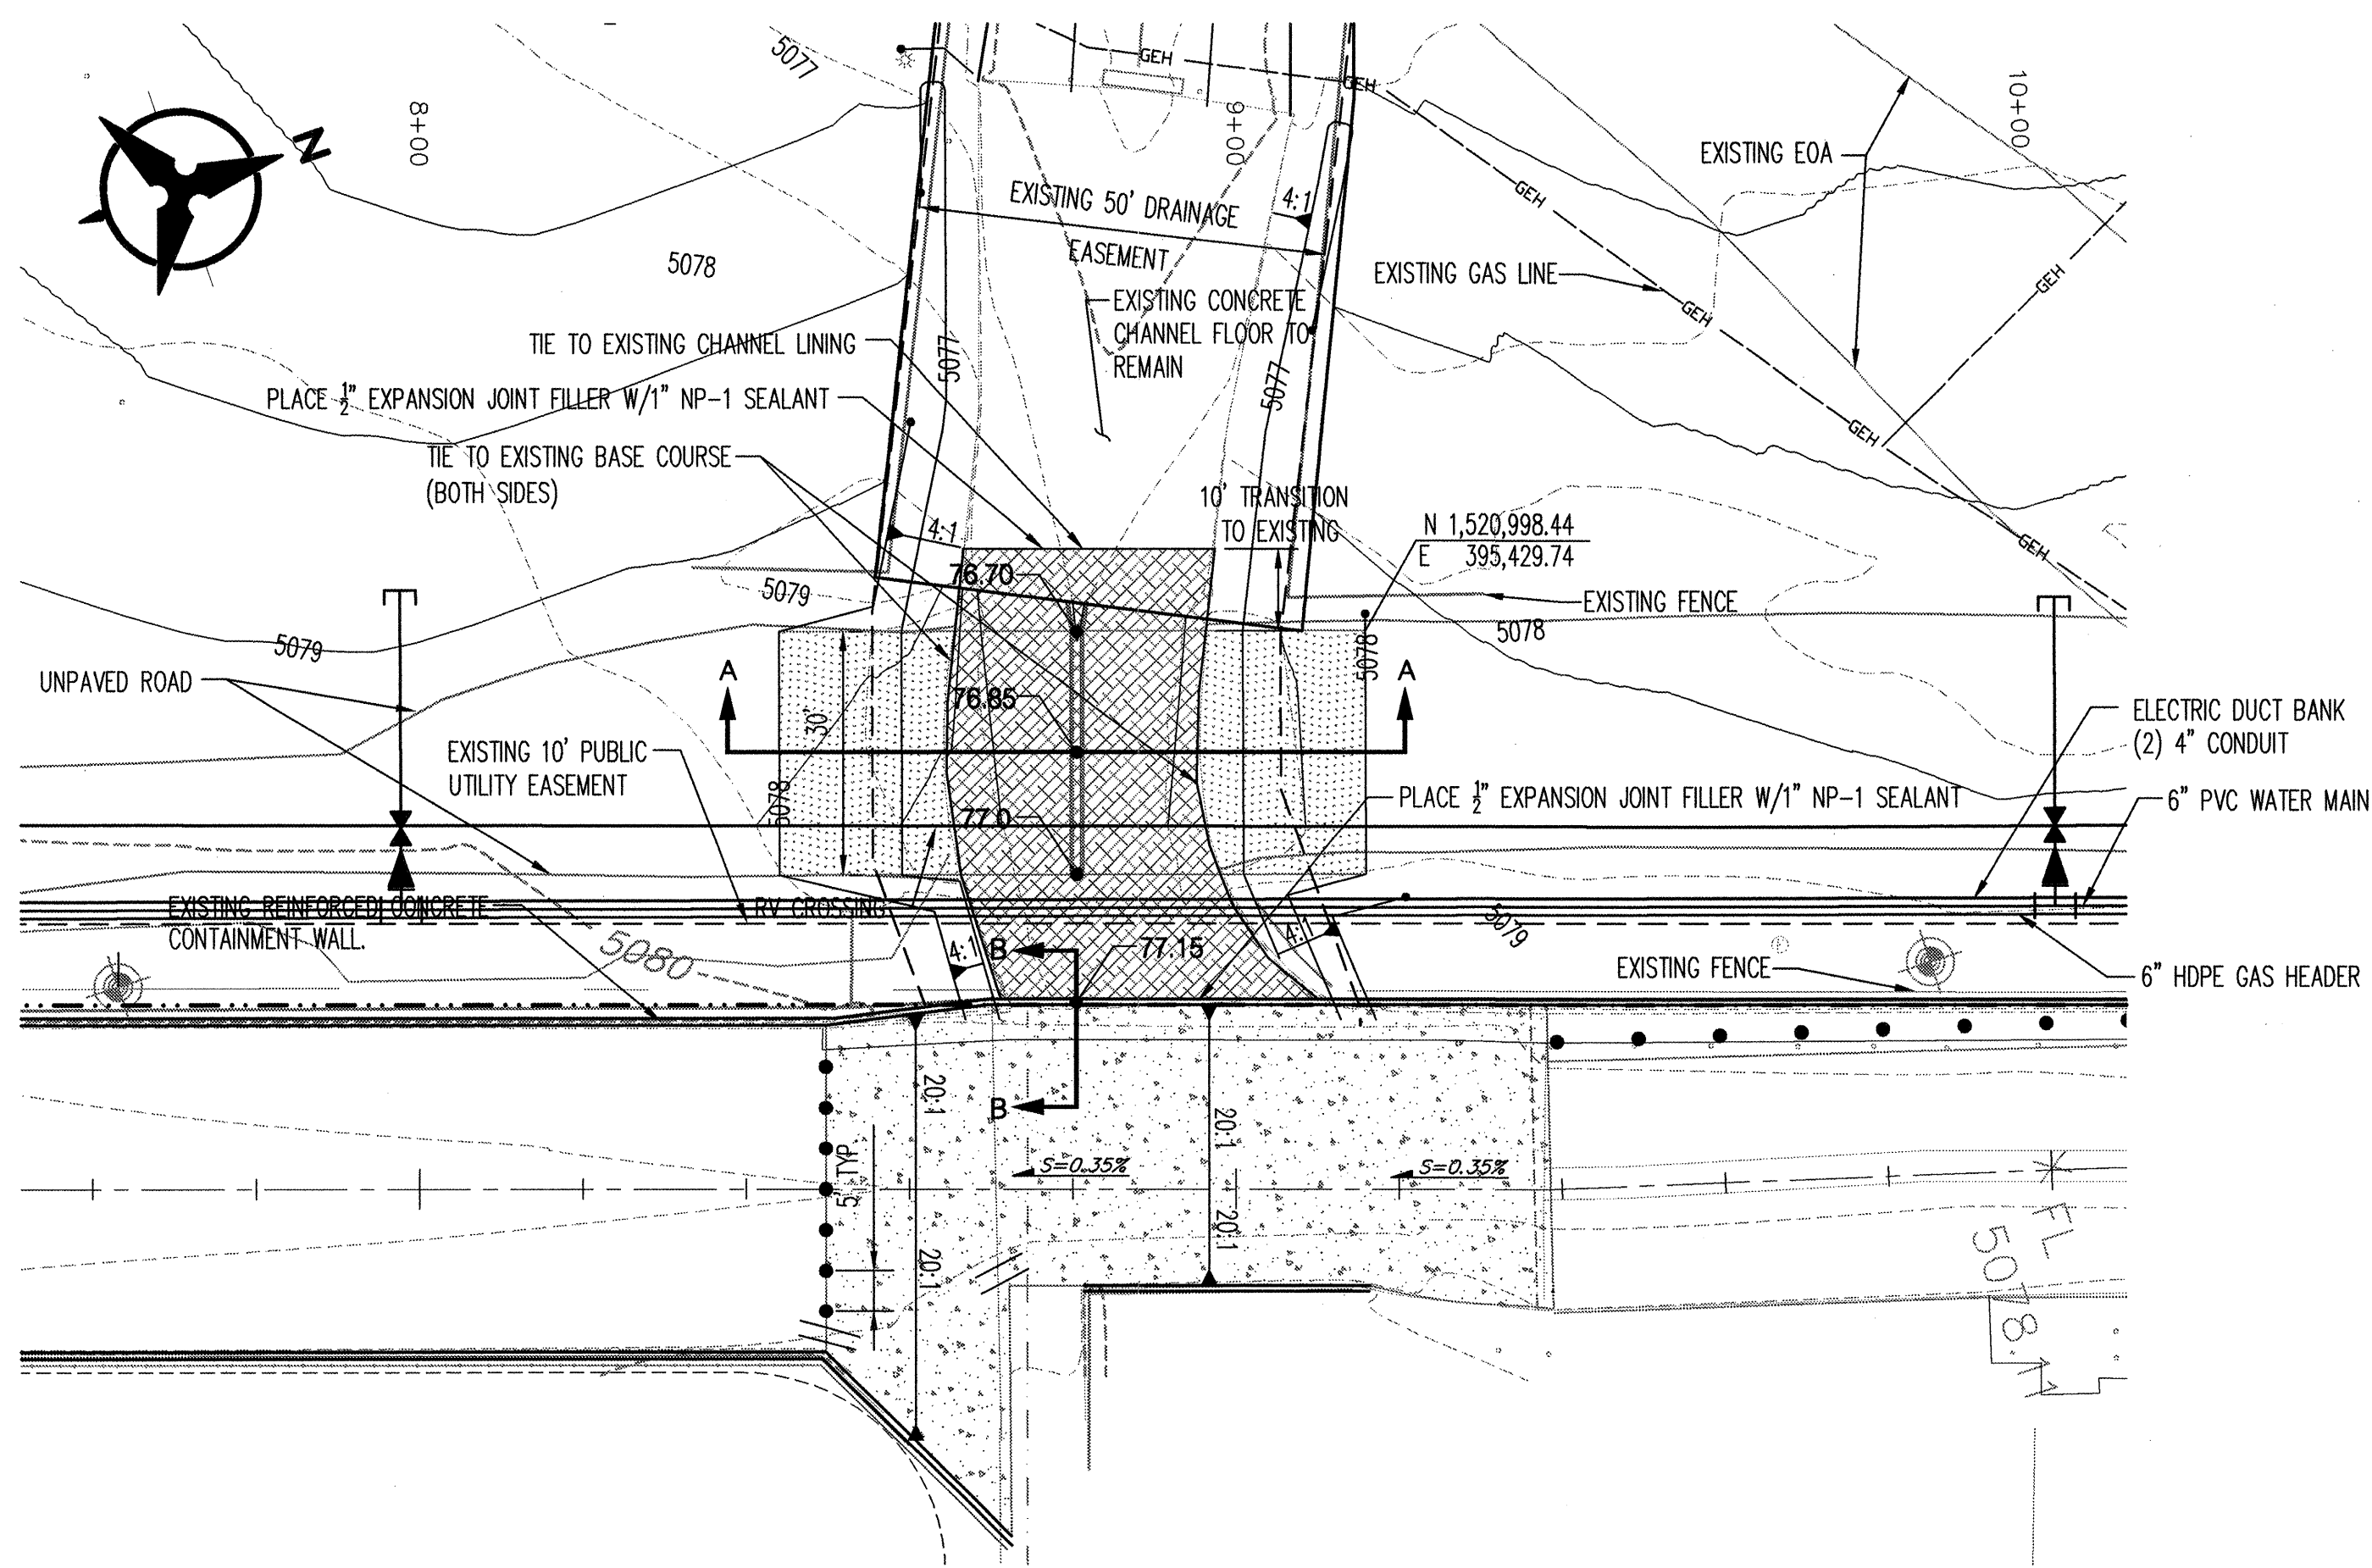 5077
GEH
GEH
8+00
9+00
10+00
N
EXISTING EOA
EXISTING 50' DRAINAGE
EASEMENT
4:1
GEH
5078
EXISTING GAS LINE
GEH
GEH
EXISTING CONCRETE
CHANNEL FLOOR TO
REMAIN
TIE TO EXISTING CHANNEL LINING
5077
5077
PLACE ½" EXPANSION JOINT FILLER W/1" NP-1 SEALANT
GEH
TIE TO EXISTING BASE COURSE
(BOTH SIDES)
10' TRANSITION
TO EXISTING
4:1
N 1,520,998.44
E 395,429.74
GEH
76.70
5079
EXISTING FENCE
5078
5079
5078
UNPAVED ROAD
A
A
76.85
30'
ELECTRIC DUCT BANK
(2) 4" CONDUIT
EXISTING 10' PUBLIC
UTILITY EASEMENT
5078
PLACE ½" EXPANSION JOINT FILLER W/1" NP-1 SEALANT
6" PVC WATER MAIN
77.0
EXISTING REINFORCED CONCRETE
CONTAINMENT WALL.
RV CROSSING
5080
4:1
B
77.15
4:1
5079
EXISTING FENCE
6" HDPE GAS HEADER
20:1
B
20:1
5' TYP
S=0.35%
S=0.35%
20:1
20:1
FL
5078.